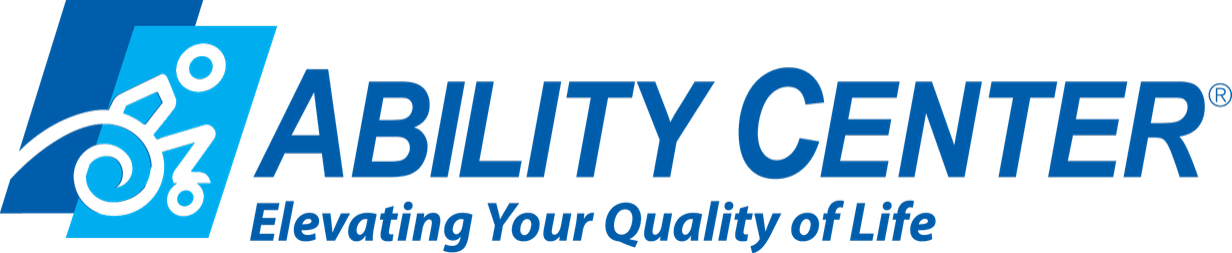 ABILITY CENTER®
Elevating Your Quality of Life